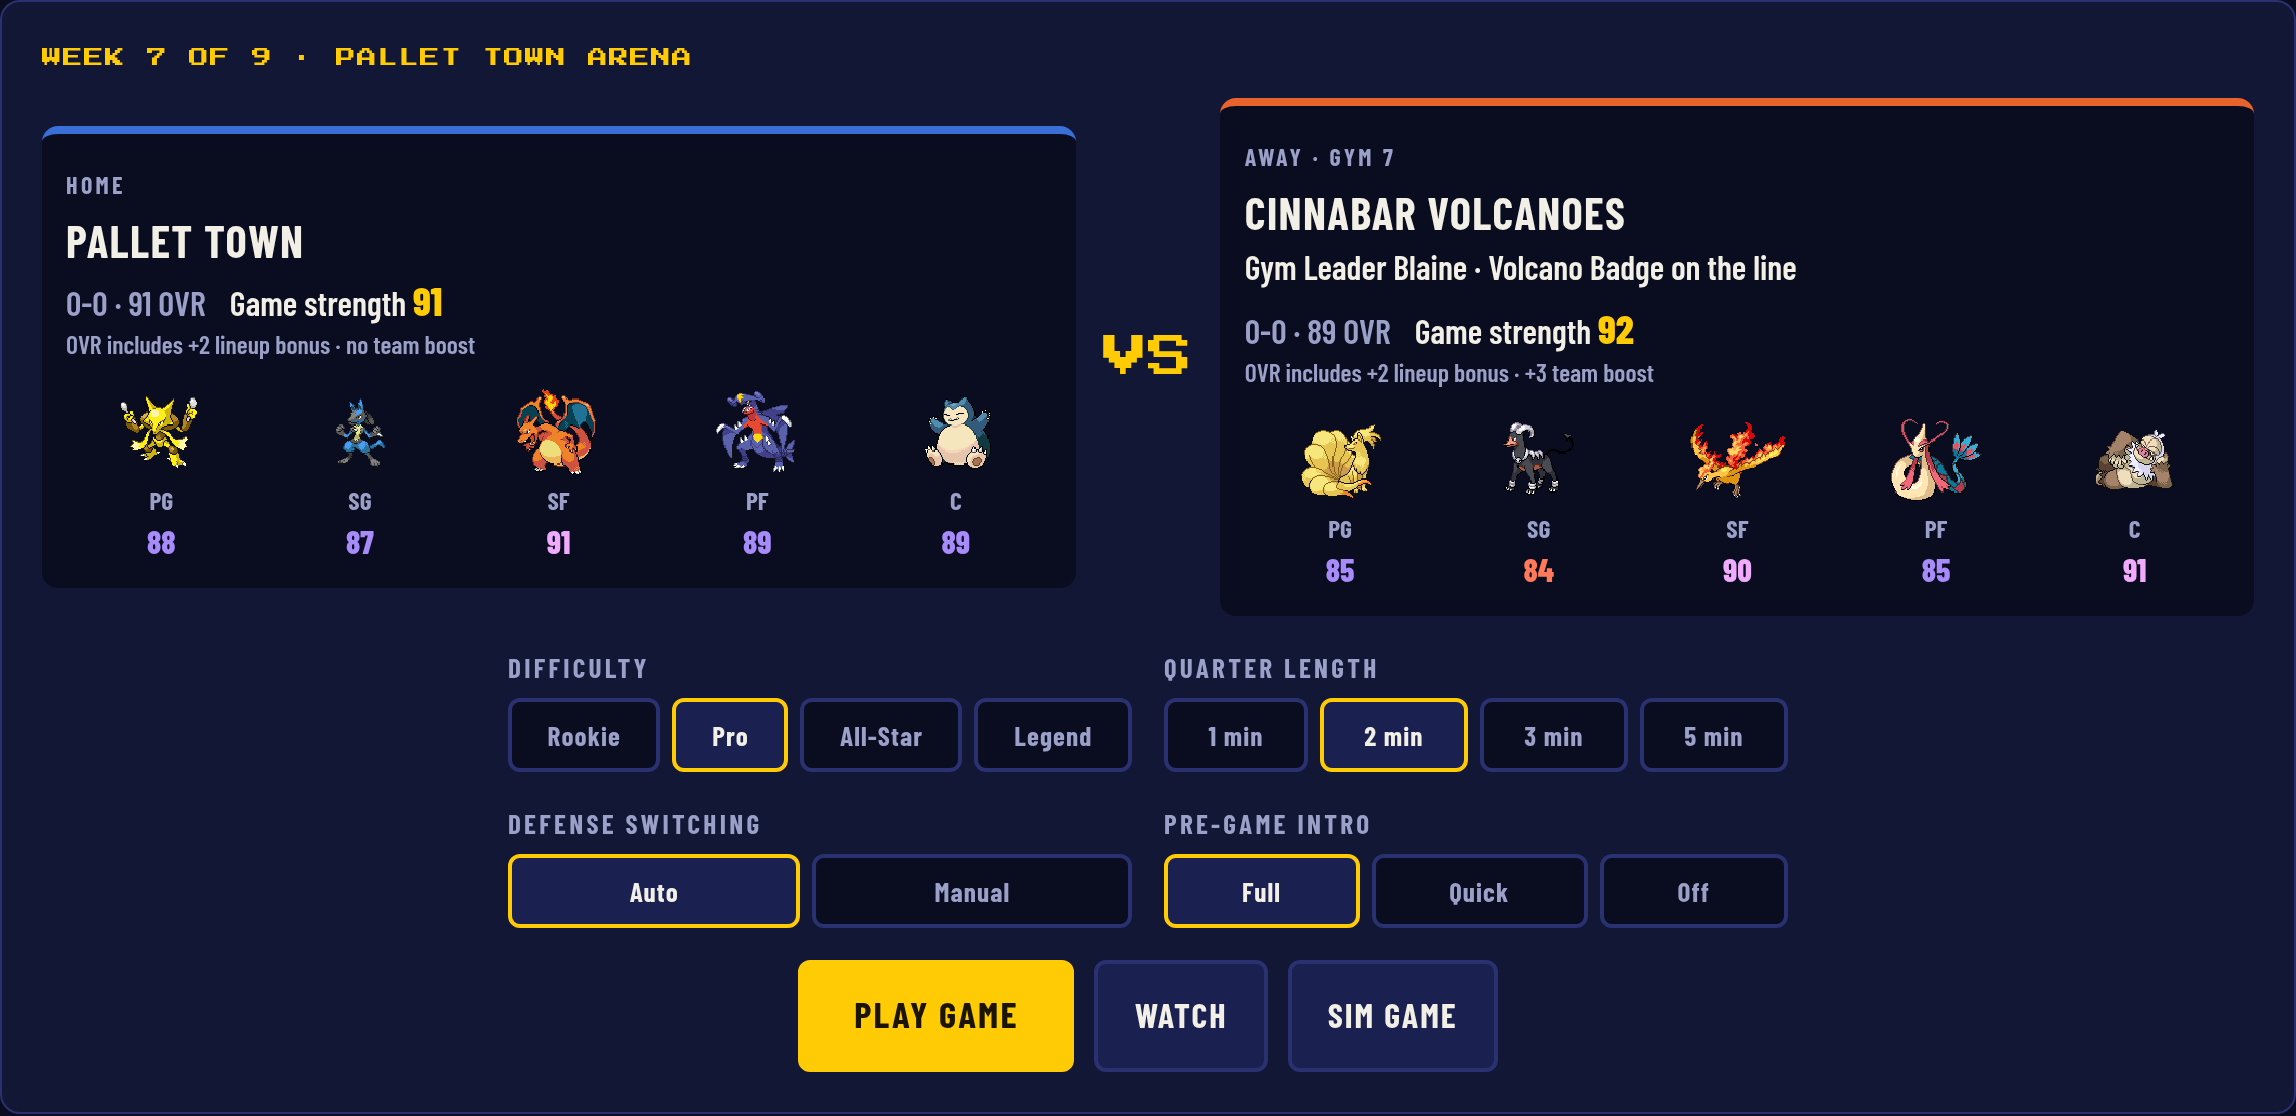 WEEK 7 OF 9 · PALLET TOWN ARENA
HOME
PALLET TOWN
0-0 · 91 OVR Game strength 91
OVR includes +2 lineup bonus · no team boost
PG SG SF PF C
88 87 91 89 89
VS
AWAY · GYM 7
CINNABAR VOLCANOES
Gym Leader Blaine · Volcano Badge on the line
0-0 · 89 OVR Game strength 92
OVR includes +2 lineup bonus · +3 team boost
PG SG SF PF C
85 84 90 85 91
DIFFICULTY
Rookie Pro All-Star Legend
QUARTER LENGTH
1 min 2 min 3 min 5 min
DEFENSE SWITCHING
Auto Manual
PRE-GAME INTRO
Full Quick Off
PLAY GAME WATCH SIM GAME